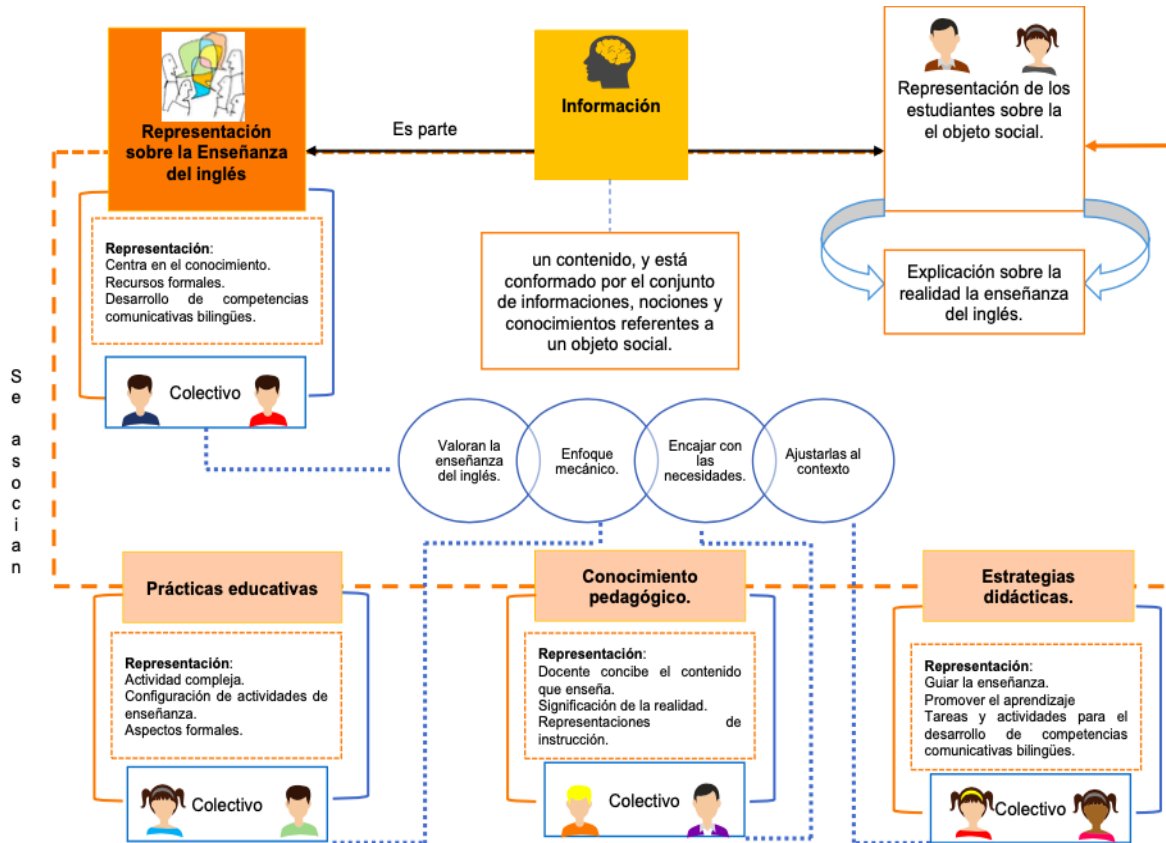 Representación
sobre la Enseñanza
del inglés
Es parte
Información
Representación de los
estudiantes sobre la
el objeto social.
Representación:
Centra en el conocimiento.
Recursos formales.
Desarrollo de competencias
comunicativas bilingües.
Colectivo
un contenido, y está
conformado por el conjunto
de informaciones, nociones y
conocimientos referentes a
un objeto social.
Explicación sobre la
realidad la enseñanza
del inglés.
Se asocian
Valoran la
enseñanza
del inglés.
Enfoque
mecánico.
Encajar con
las
necesidades.
Ajustarlas al
contexto
Prácticas educativas
Representación:
Actividad compleja.
Configuración de actividades de
enseñanza.
Aspectos formales.
Colectivo
Conocimiento
pedagógico.
Representación:
Docente concibe el contenido
que enseña.
Significación de la realidad.
Representaciones de
instrucción.
Colectivo
Estrategias
didácticas.
Representación:
Guiar la enseñanza.
Promover el aprendizaje
Tareas y actividades para el
desarrollo de competencias
comunicativas bilingües.
Colectivo